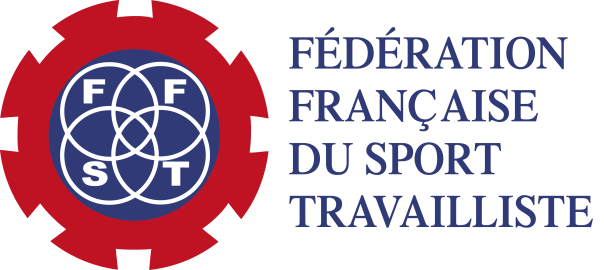 F F
S T
FÉDÉRATION
FRANÇAISE
DU SPORT
TRAVAILLISTE